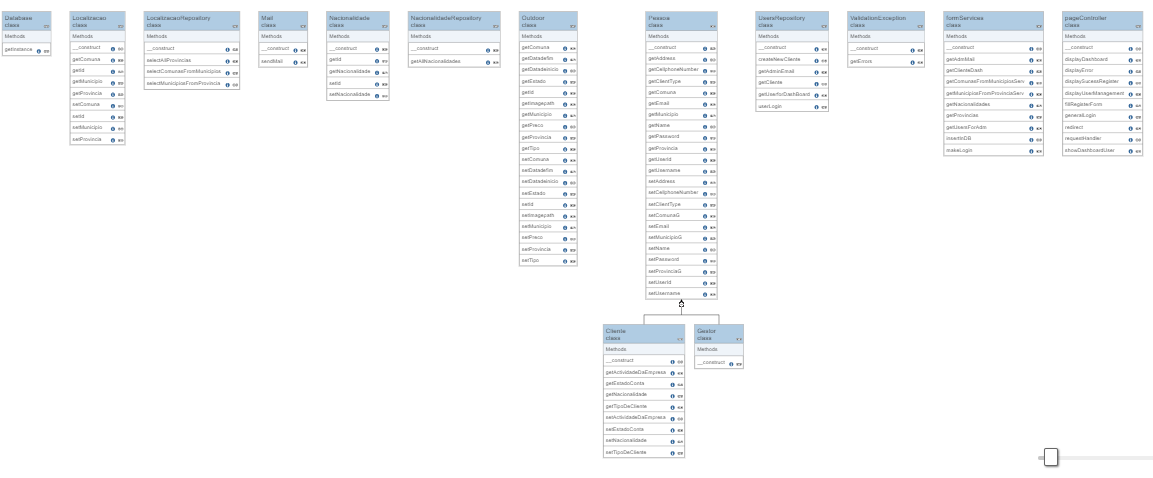 Database
class
Methods
getInstance
Localizacao
class
Methods
__construct
getComuna
getId
getMunicipio
getProvincia
setComuna
setId
setMunicipio
setProvincia
LocalizacaoRepository
class
Methods
__construct
selectAllProvincias
selectComunasFromMunicipios
selectMunicipiosFromProvincia
Mail
class
Methods
__construct
sendMail
Nacionalidade
class
Methods
__construct
getId
getNacionalidade
setId
setNacionalidade
NacionalidadeRepository
class
Methods
__construct
getAllNacionalidades
Outdoor
class
Methods
getComuna
getDatadefim
getDatadeinicio
getEstado
getId
getImagepath
getMunicipio
getPreco
getProvincia
getTipo
setComuna
setDatadefim
setDatadeinicio
setEstado
setId
setImagepath
setMunicipio
setPreco
setProvincia
setTipo
Pessoa
class
Methods
__construct
getAddress
getCellphoneNumber
getClientType
getComuna
getEmail
getMunicipio
getName
getPassword
getProvincia
getUserId
getUsername
setAddress
setCellphoneNumber
setClientType
setComunaG
setEmail
setMunicipioG
setName
setPassword
setProvinciaG
setUserId
setUsername
UsersRepository
class
Methods
__construct
createNewCliente
getAdminEmail
getCliente
getUserforDashBoard
userLogin
ValidationException
class
Methods
__construct
getErrors
formServices
class
Methods
__construct
getAdmMail
getClienteDash
getComunasFromMunicipiosServ
getMunicipiosFromProvinciaServ
getNacionalidades
getProvincias
getUsersForAdm
insertInDB
makeLogin
pageController
class
Methods
__construct
displayDashboard
displayError
displaySucessRegister
displayUserManagement
fillRegisterForm
generalLogin
redirect
requestHandler
showDashboardUser
Cliente
class
Methods
__construct
getActividadeDaEmpresa
getEstadoConta
getNacionalidade
getTipoDeCliente
setActividadeDaEmpresa
setEstadoConta
setNacionalidade
setTipoDeCliente
Gestor
class
Methods
__construct